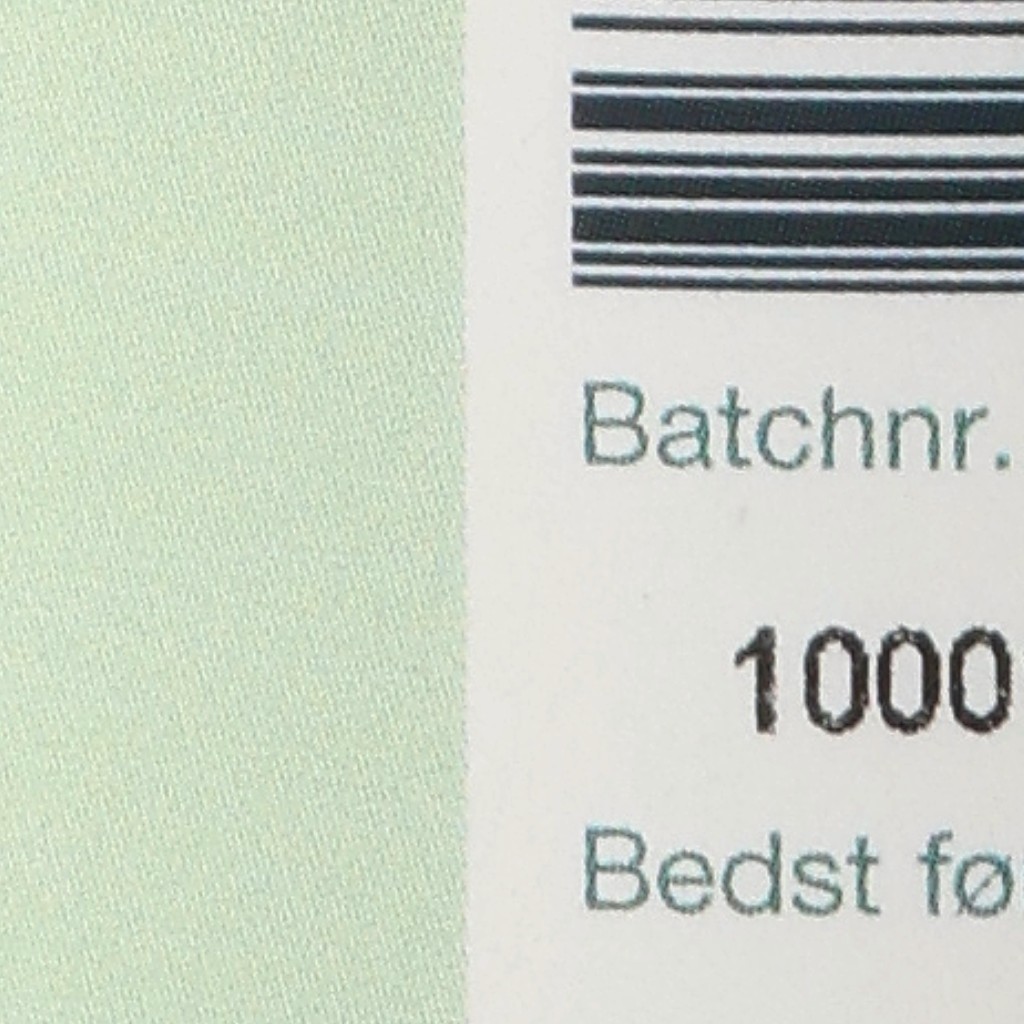 Batchnr.
1000
Bedst fø